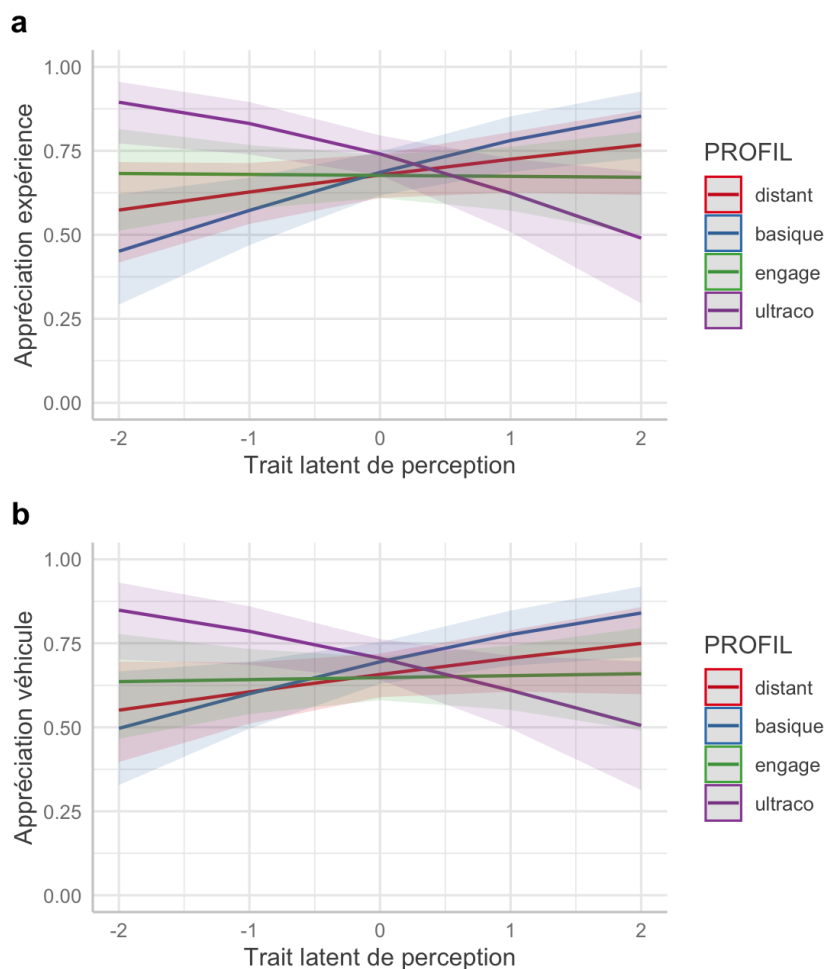 a
1.00
0.75
0.50
0.25
0.00
Appréciation expérience
-2 -1 0 1 2
Trait latent de perception
PROFIL
distant
basique
engage
ultraco
b
1.00
0.75
0.50
0.25
0.00
Appréciation véhicule
-2 -1 0 1 2
Trait latent de perception
PROFIL
distant
basique
engage
ultraco